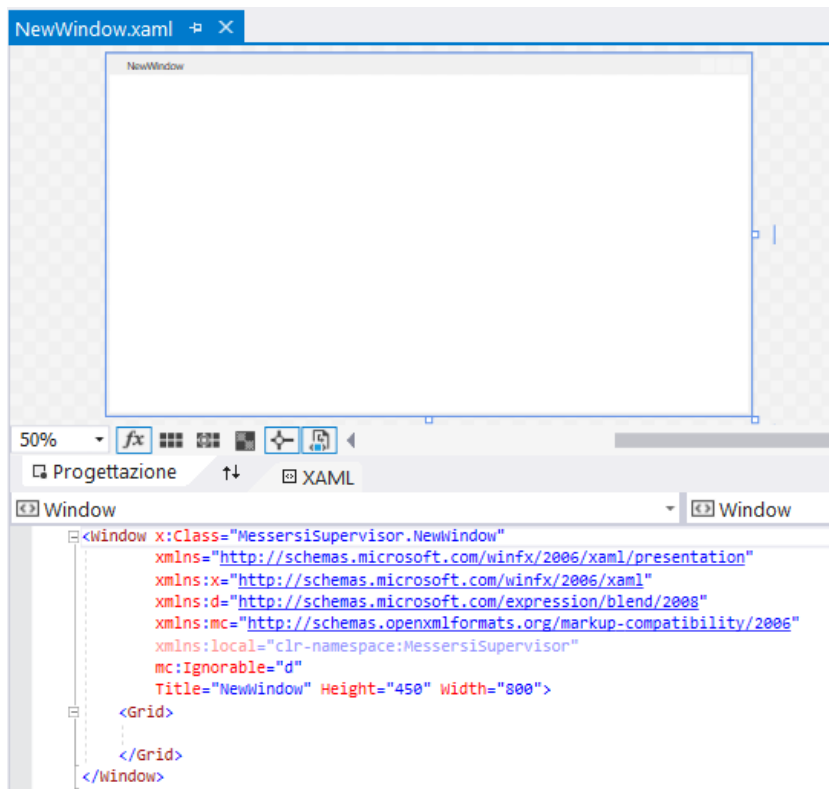 NewWindow.xaml
NewWindow
50%
fx
Progettazione
XAML
Window
Window
<Window x:Class="MessersiSupervisor.NewWindow"
xmlns="http://schemas.microsoft.com/winfx/2006/xaml/presentation"
xmlns:x="http://schemas.microsoft.com/winfx/2006/xaml"
xmlns:d="http://schemas.microsoft.com/expression/blend/2008"
xmlns:mc="http://schemas.openxmlformats.org/markup-compatibility/2006"
xmlns:local="clr-namespace:MessersiSupervisor"
mc:Ignorable="d"
Title="NewWindow" Height="450" Width="800">
<Grid>
</Grid>
</Window>